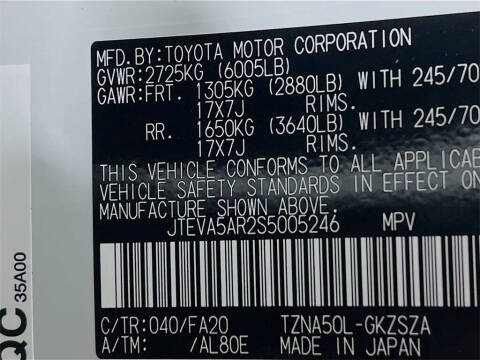 MFD.BY:TOYOTA MOTOR CORPORATION
GVWR:2725KG (6005LB)
GAWR:FRT. 1305KG (2880LB) WITH 245/70
17X7J RIMS.
RR. 1650KG (3640LB) WITH 245/70
17X7J RIMS.
THIS VEHICLE CONFORMS TO ALL APPLICAB
VEHICLE SAFETY STANDARDS IN EFFECT ON
MANUFACTURE SHOWN ABOVE.
JTEVA5AR2S5005246 MPV
C/TR:040/FA20 TZNA50L-GKZSZA
A/TM: /AL80E MADE IN JAPAN
QC
35A00